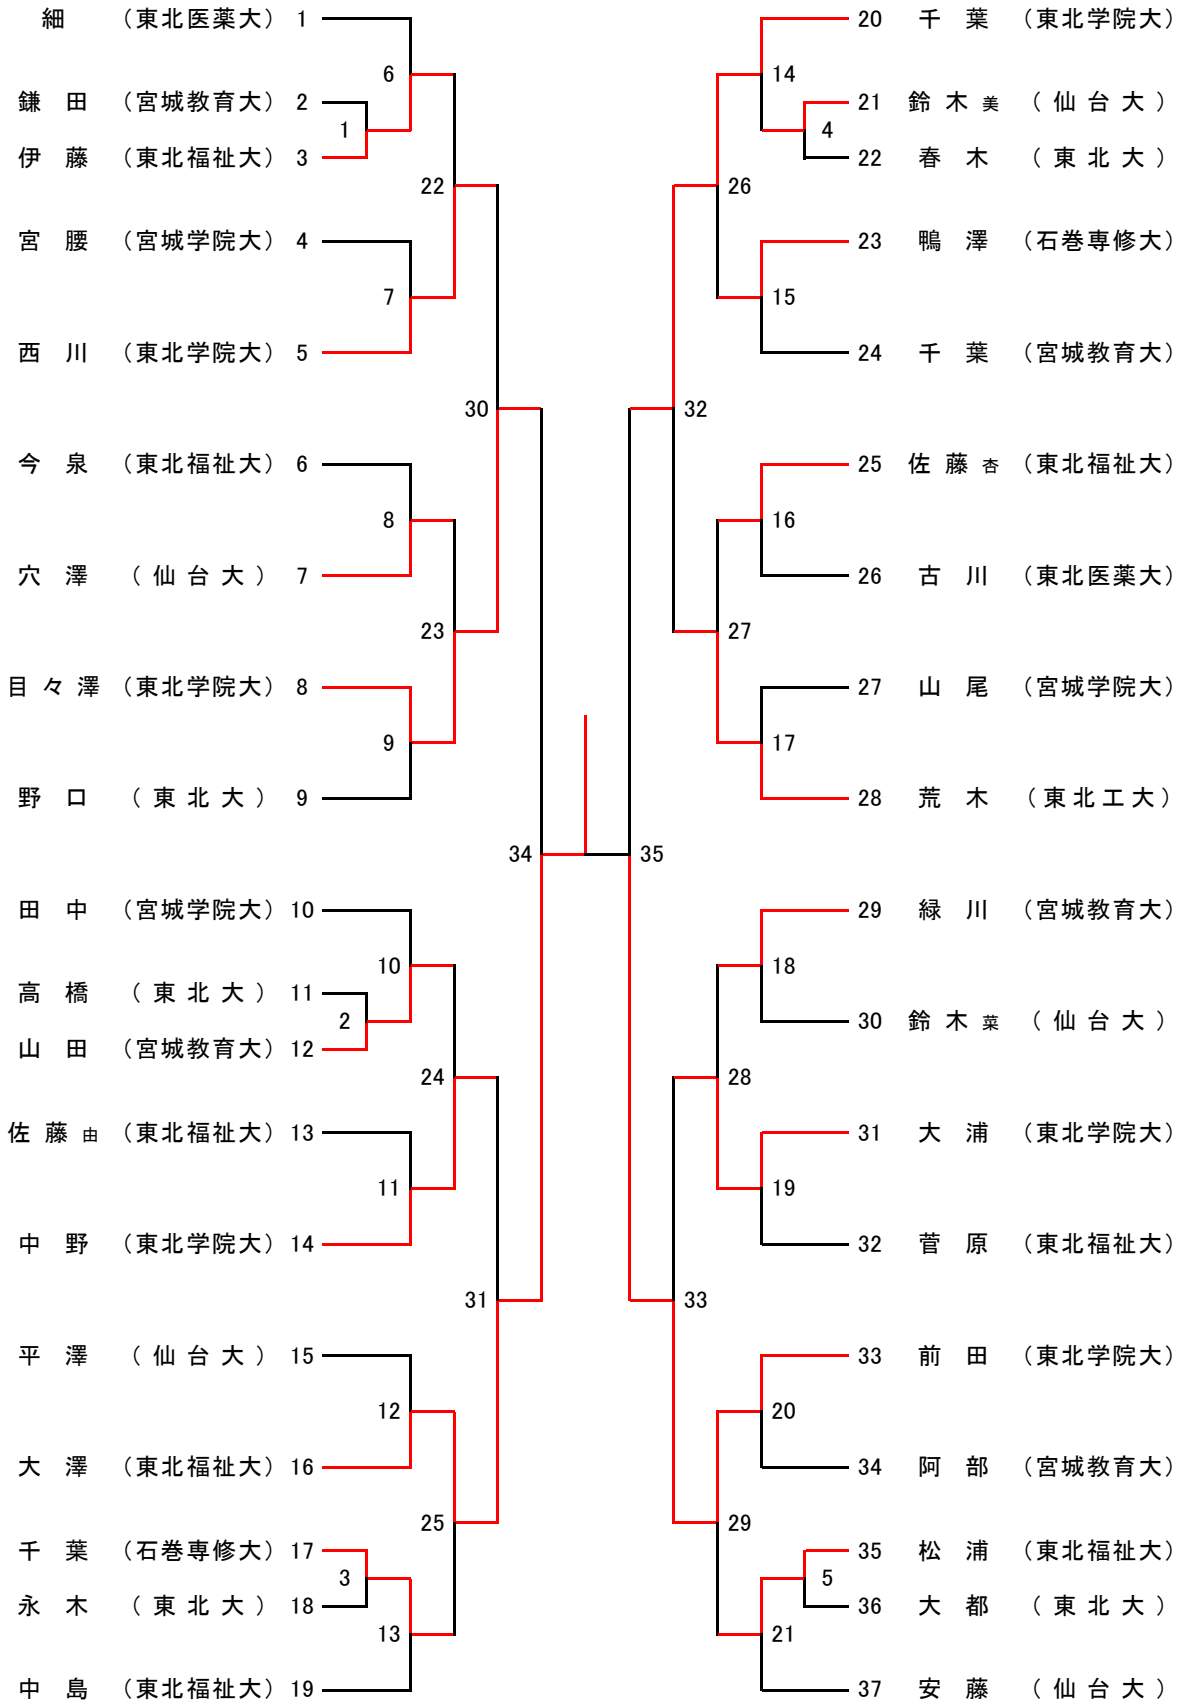 細 （東北医薬大） 1
鎌田 （宮城教育大） 2
伊藤 （東北福祉大） 3
宮腰 （宮城学院大） 4
西川 （東北学院大） 5
今泉 （東北福祉大） 6
穴澤 （仙台大） 7
目々澤 （東北学院大） 8
野口 （東北大） 9
田中 （宮城学院大） 10
高橋 （東北大） 11
山田 （宮城教育大） 12
佐藤由 （東北福祉大） 13
中野 （東北学院大） 14
平澤 （仙台大） 15
大澤 （東北福祉大） 16
千葉 （石巻専修大） 17
永木 （東北大） 18
中島 （東北福祉大） 19
6
1
22
7
30
8
23
9
34
10
2
24
11
31
12
25
3
13
14
4
26
15
32
16
27
17
35
18
28
19
33
20
29
5
21
20 千葉 （東北学院大）
21 鈴木美 （仙台大）
22 春木 （東北大）
23 鴨澤 （石巻専修大）
24 千葉 （宮城教育大）
25 佐藤杏 （東北福祉大）
26 古川 （東北医薬大）
27 山尾 （宮城学院大）
28 荒木 （東北工大）
29 緑川 （宮城教育大）
30 鈴木菜 （仙台大）
31 大浦 （東北学院大）
32 菅原 （東北福祉大）
33 前田 （東北学院大）
34 阿部 （宮城教育大）
35 松浦 （東北福祉大）
36 大都 （東北大）
37 安藤 （仙台大）